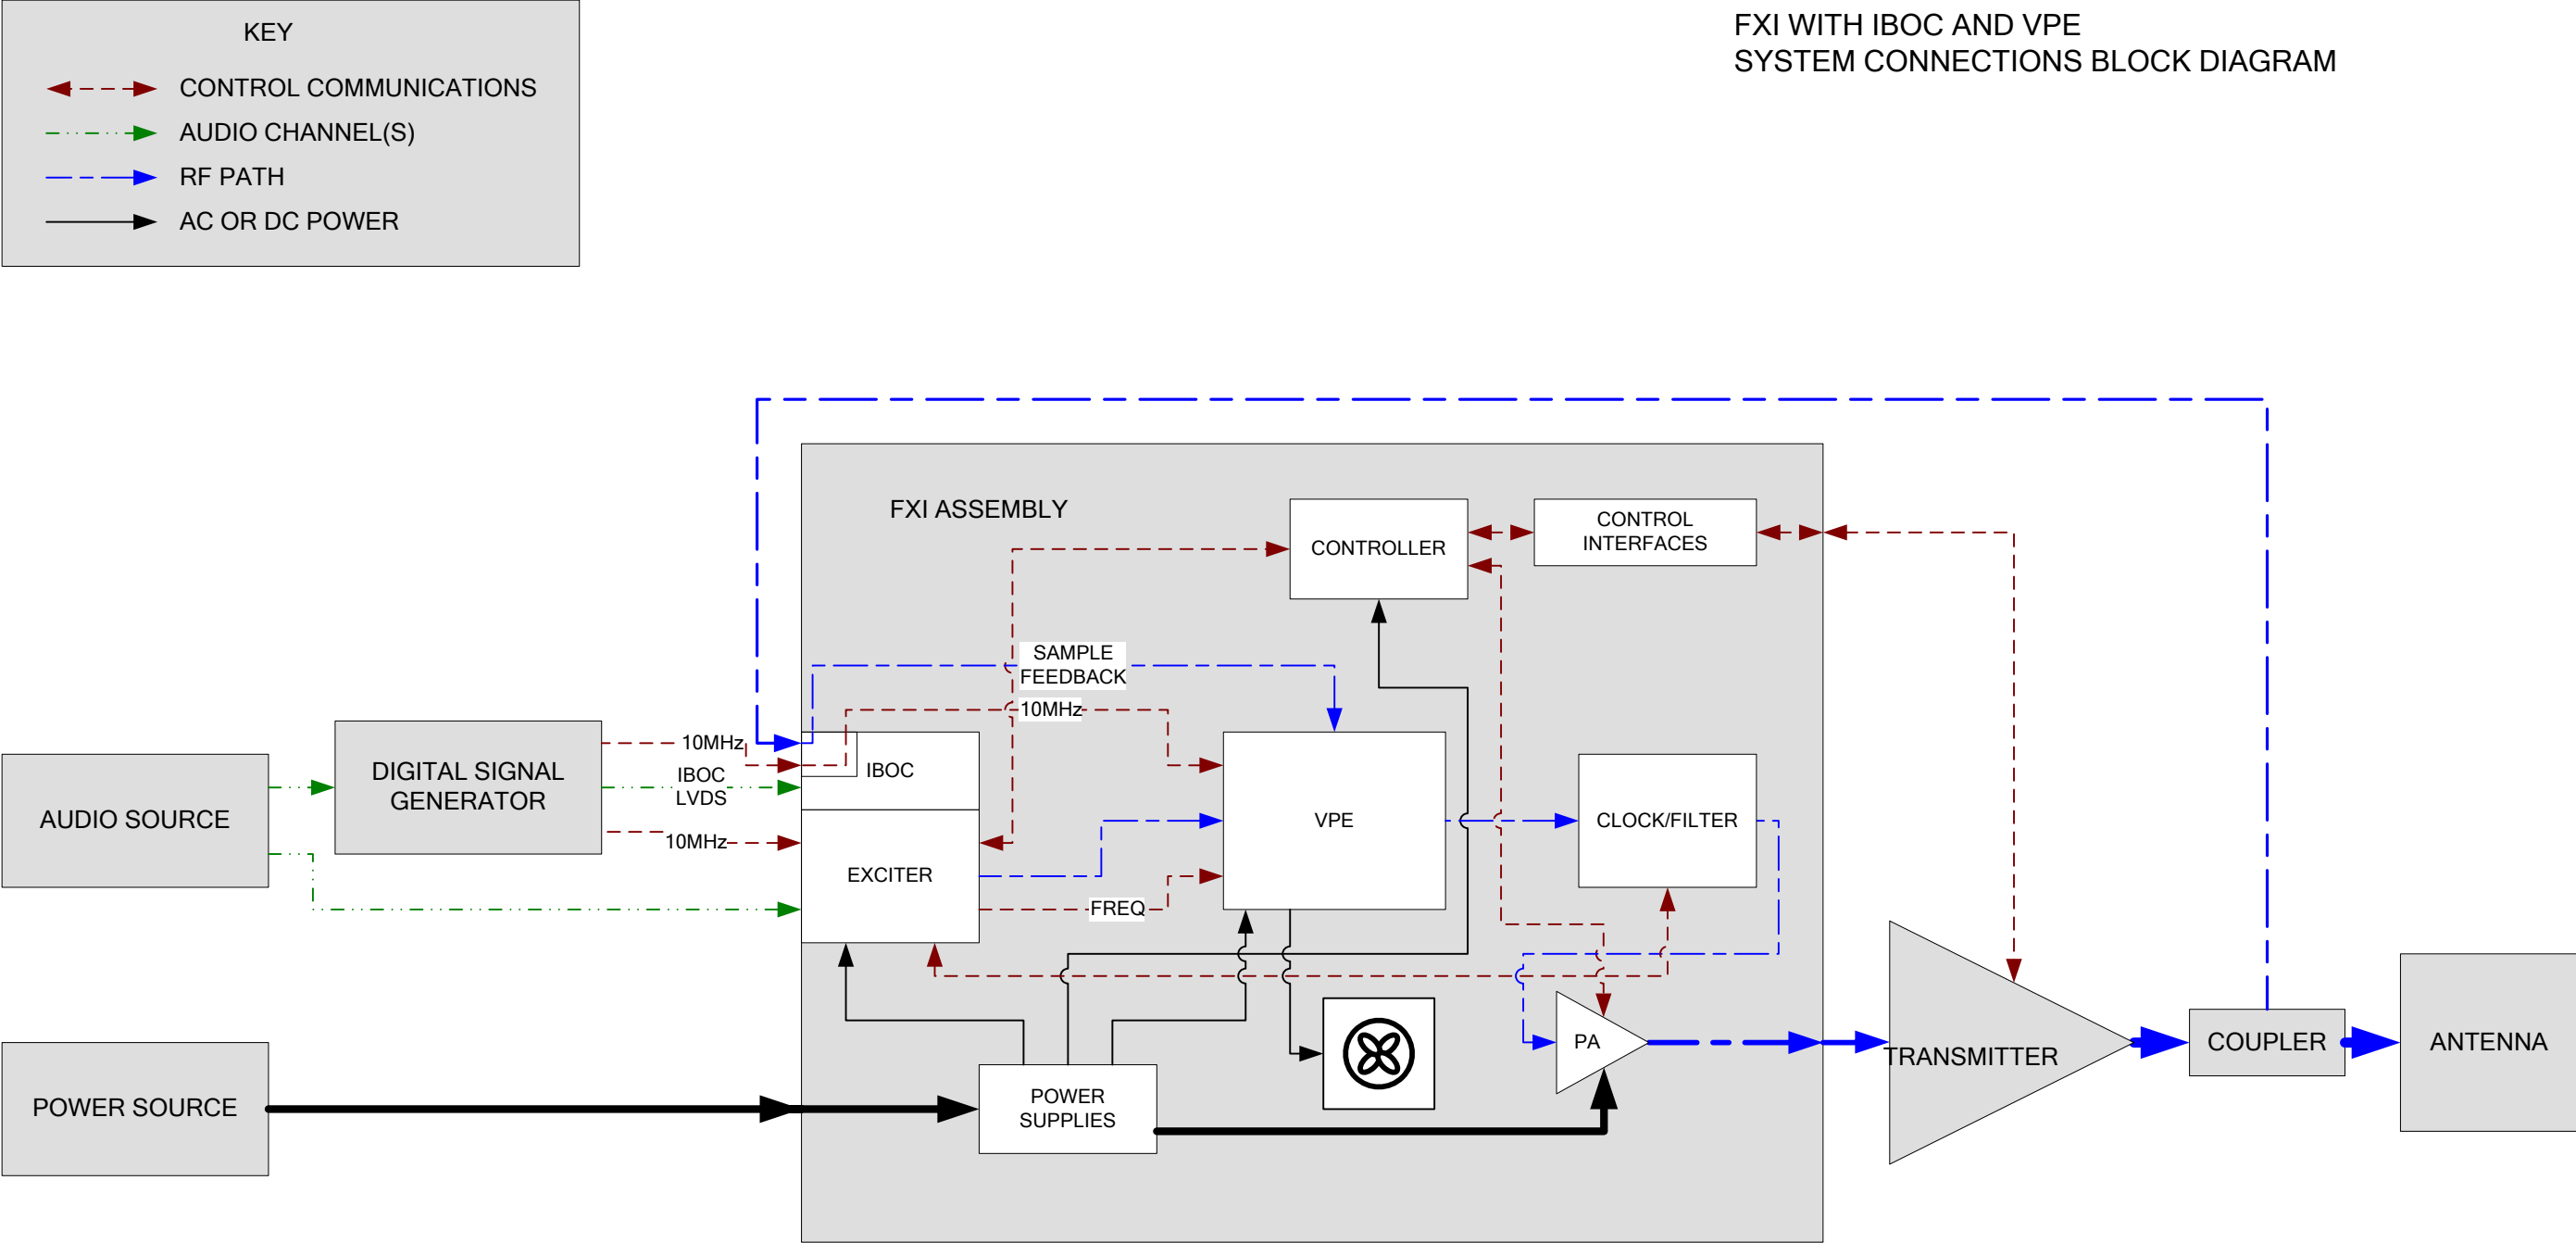 KEY
CONTROL COMMUNICATIONS
AUDIO CHANNEL(S)
RF PATH
AC OR DC POWER
FXI WITH IBOC AND VPE
SYSTEM CONNECTIONS BLOCK DIAGRAM
FXI ASSEMBLY
CONTROLLER
CONTROL
INTERFACES
SAMPLE
FEEDBACK
10MHz
10MHz
IBOC
LVDS
10MHz
DIGITAL SIGNAL
GENERATOR
AUDIO SOURCE
IBOC
EXCITER
VPE
CLOCK/FILTER
FREQ
PA
TRANSMITTER
COUPLER
ANTENNA
POWER SOURCE
POWER
SUPPLIES